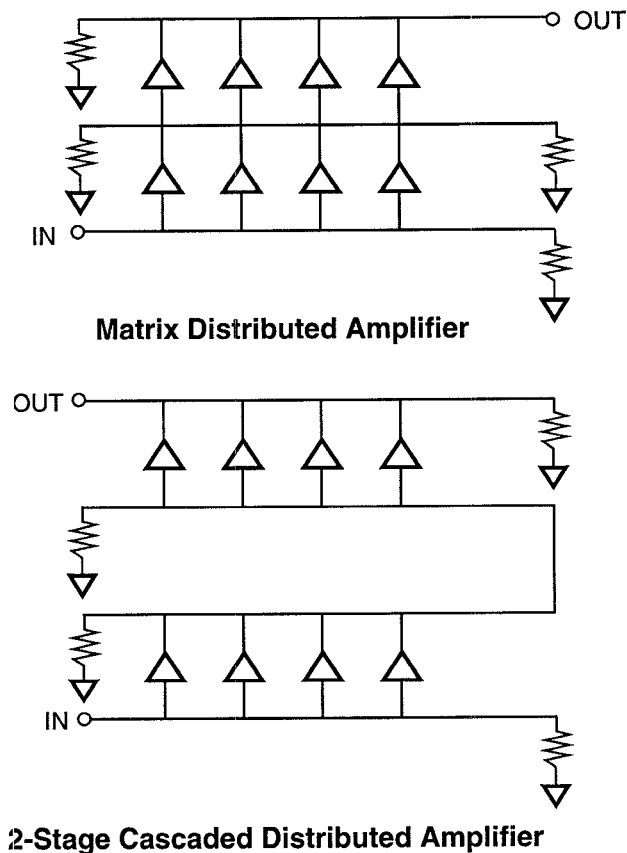 OUT
IN
Matrix Distributed Amplifier
OUT
IN
2-Stage Cascaded Distributed Amplifier